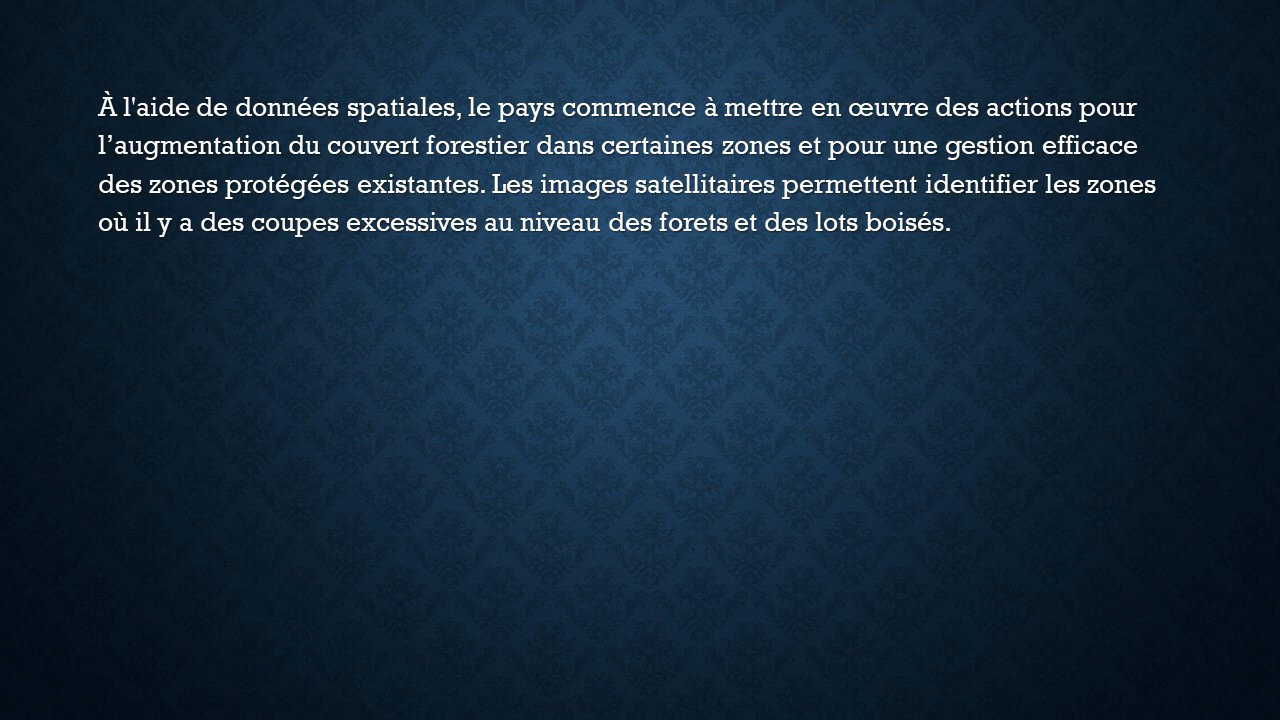 À l'aide de données spatiales, le pays commence à mettre en œuvre des actions pour
l’augmentation du couvert forestier dans certaines zones et pour une gestion efficace
des zones protégées existantes. Les images satellitaires permettent identifier les zones
où il y a des coupes excessives au niveau des forets et des lots boisés.